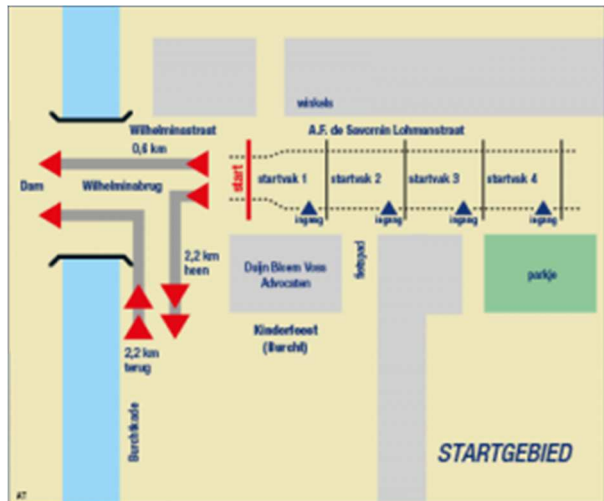 winkels
Wilhelminastraat
A.F. de Savornin Lohmanstraat
0,6 km
start
startvak 1
startvak 2
startvak 3
startvak 4
Dam
Wilhelminabrug
ingang
ingang
ingang
ingang
2,2 km
heen
Duijn Bloem Voss
Advocaten
fietspad
parkje
Kinderfeest
(Burcht)
2,2 km
terug
Burchtkade
STARTGEBIED
AT